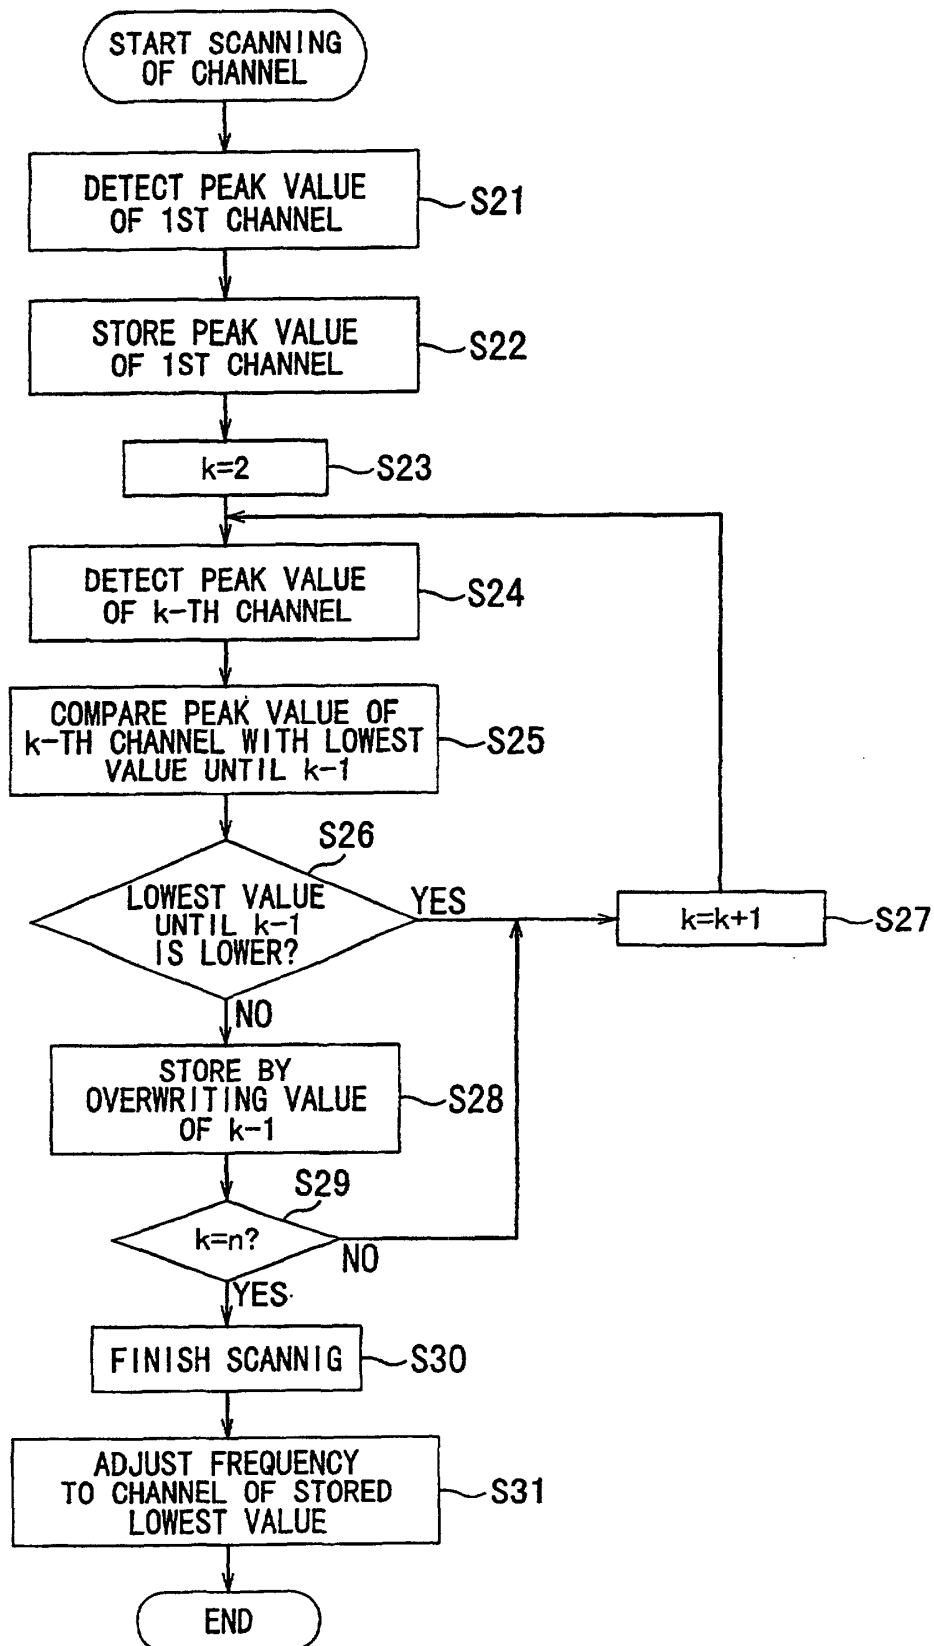 START SCANNING
OF CHANNEL
DETECT PEAK VALUE
OF 1ST CHANNEL
S21
STORE PEAK VALUE
OF 1ST CHANNEL
S22
k=2
S23
DETECT PEAK VALUE
OF k-TH CHANNEL
S24
COMPARE PEAK VALUE OF
k-TH CHANNEL WITH LOWEST
VALUE UNTIL k-1
S25
S26
LOWEST VALUE
UNTIL k-1
IS LOWER?
YES
k=k+1
S27
NO
STORE BY
OVERWRITING VALUE
OF k-1
S28
S29
k=n?
NO
YES
FINISH SCANNIG
S30
ADJUST FREQUENCY
TO CHANNEL OF STORED
LOWEST VALUE
S31
END